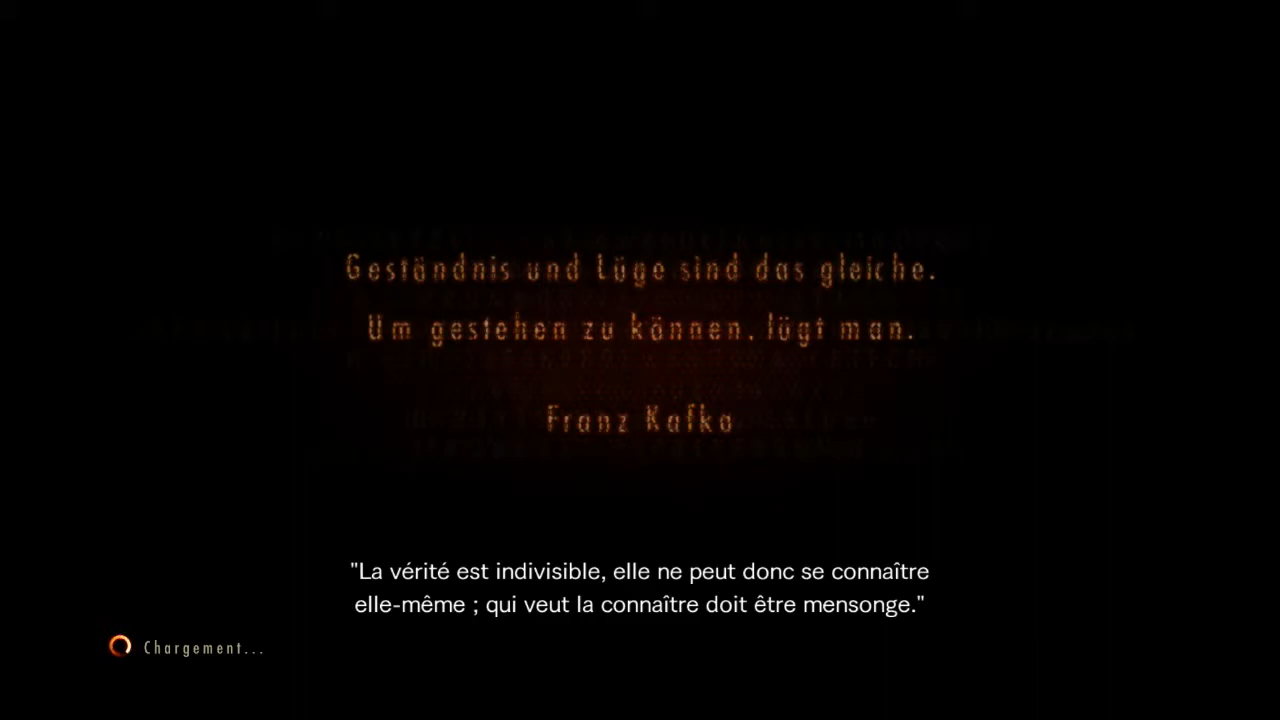 Geständnis und Lüge sind das gleiche.
Um gestehen zu können, lügt man.
Franz Kafka
"La vérité est indivisible, elle ne peut donc se connaître
elle-même ; qui veut la connaître doit être mensonge."
Chargement...